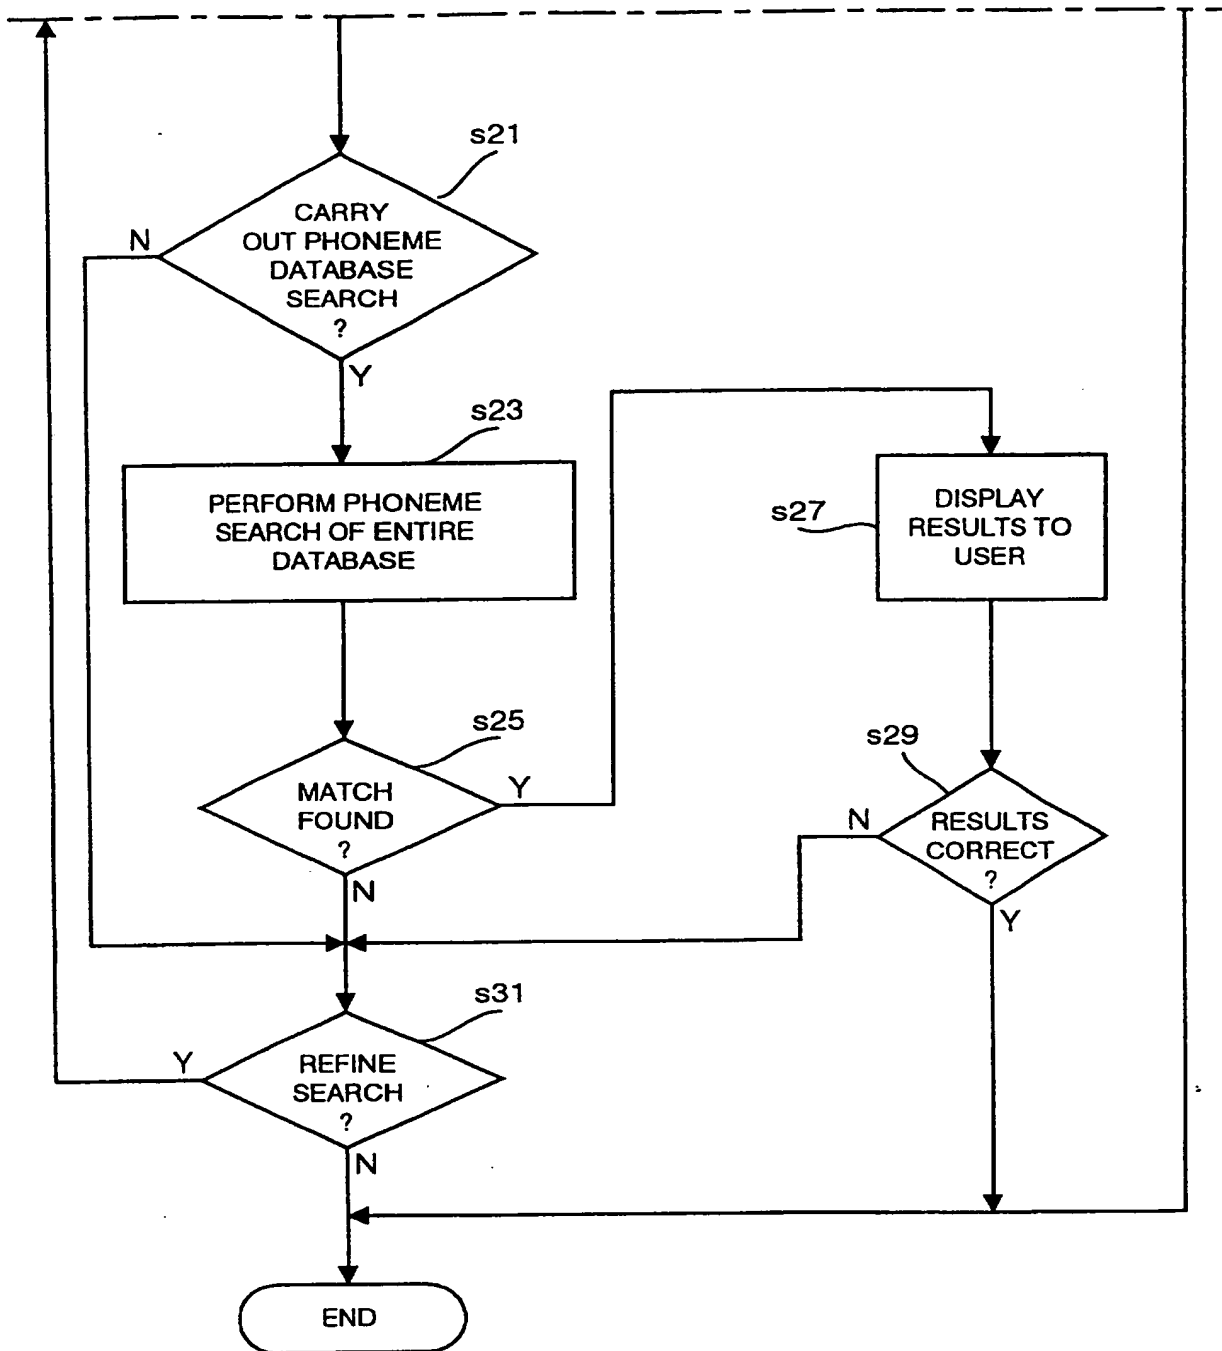 s21
CARRY
OUT PHONEME
DATABASE
SEARCH
?
N
Y
s23
PERFORM PHONEME
SEARCH OF ENTIRE
DATABASE
s27
DISPLAY
RESULTS TO
USER
s25
MATCH
FOUND
?
Y
N
s29
RESULTS
CORRECT
?
N
Y
s31
REFINE
SEARCH
?
Y
N
END